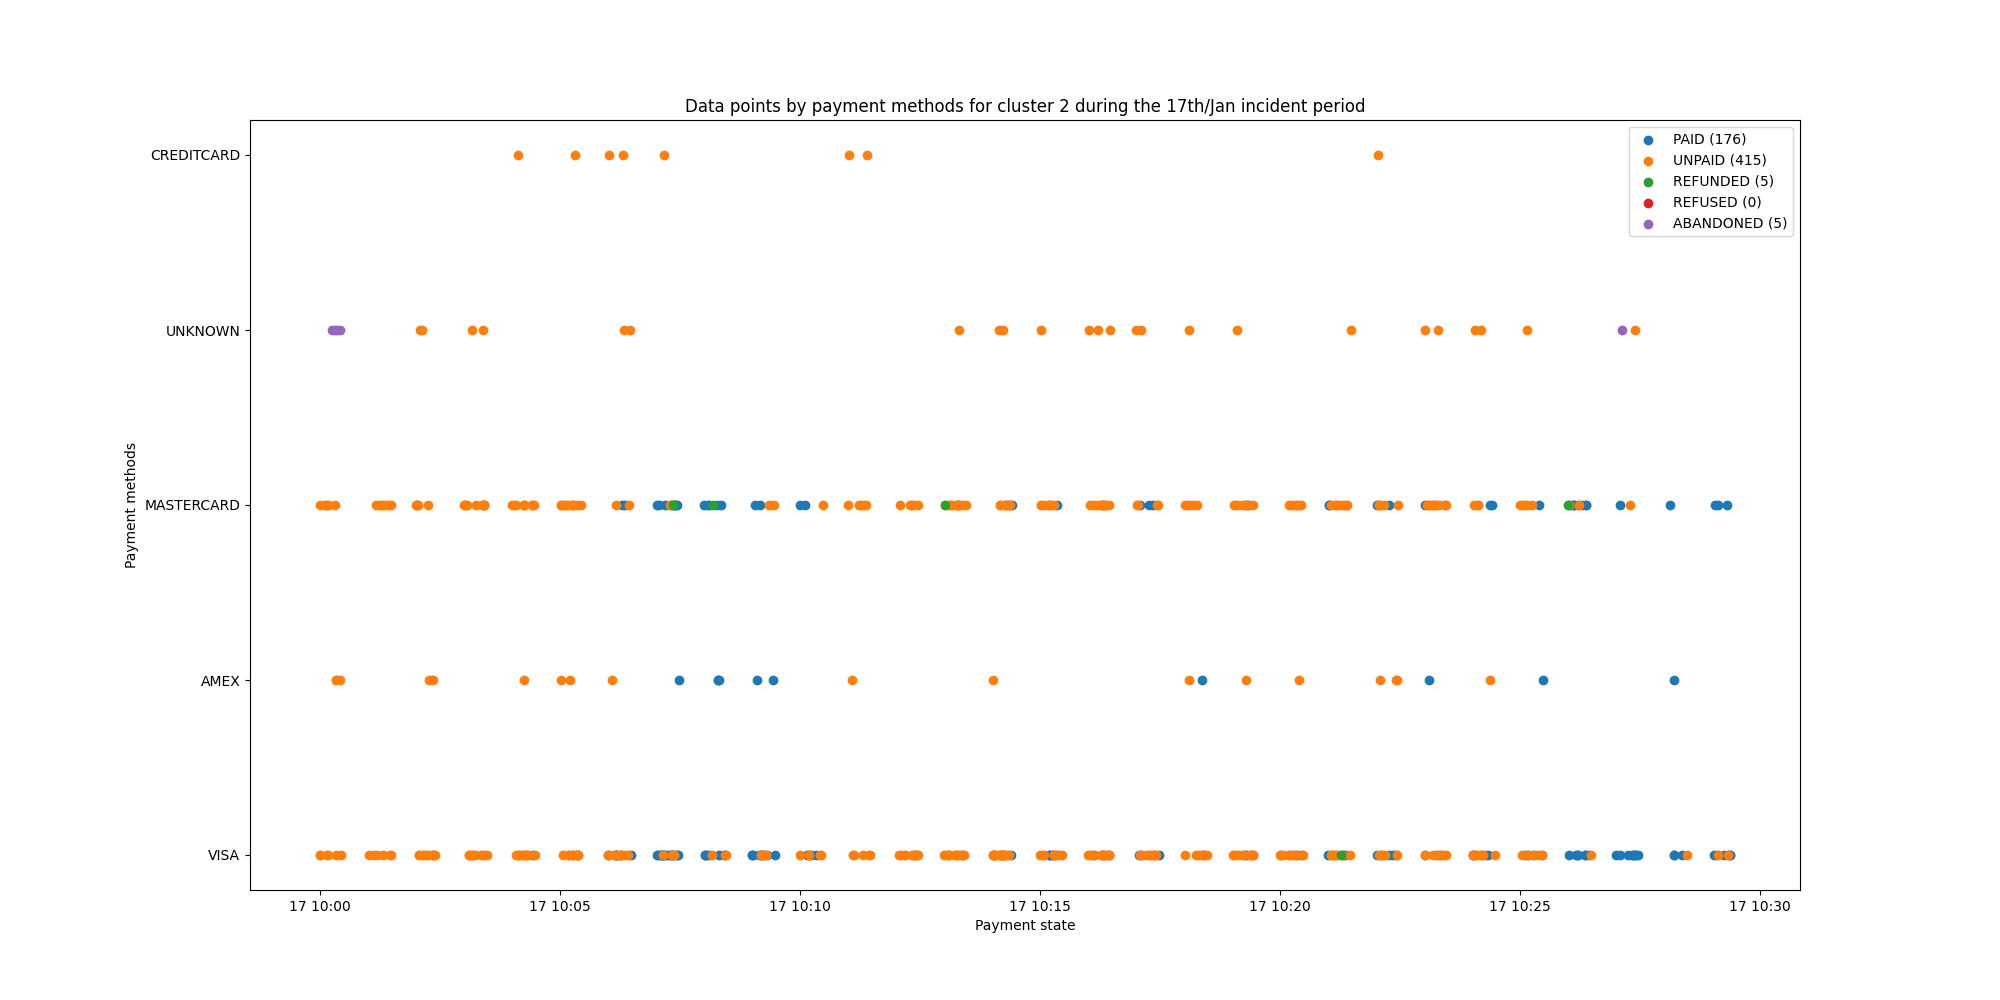 Data points by payment methods for cluster 2 during the 17th/Jan incident period
CREDITCARD
UNKNOWN
MASTERCARD
AMEX
VISA
Payment methods
PAID (176)
UNPAID (415)
REFUNDED (5)
REFUSED (0)
ABANDONED (5)
17 10:00 17 10:05 17 10:10 17 10:15 17 10:20 17 10:25 17 10:30
Payment state